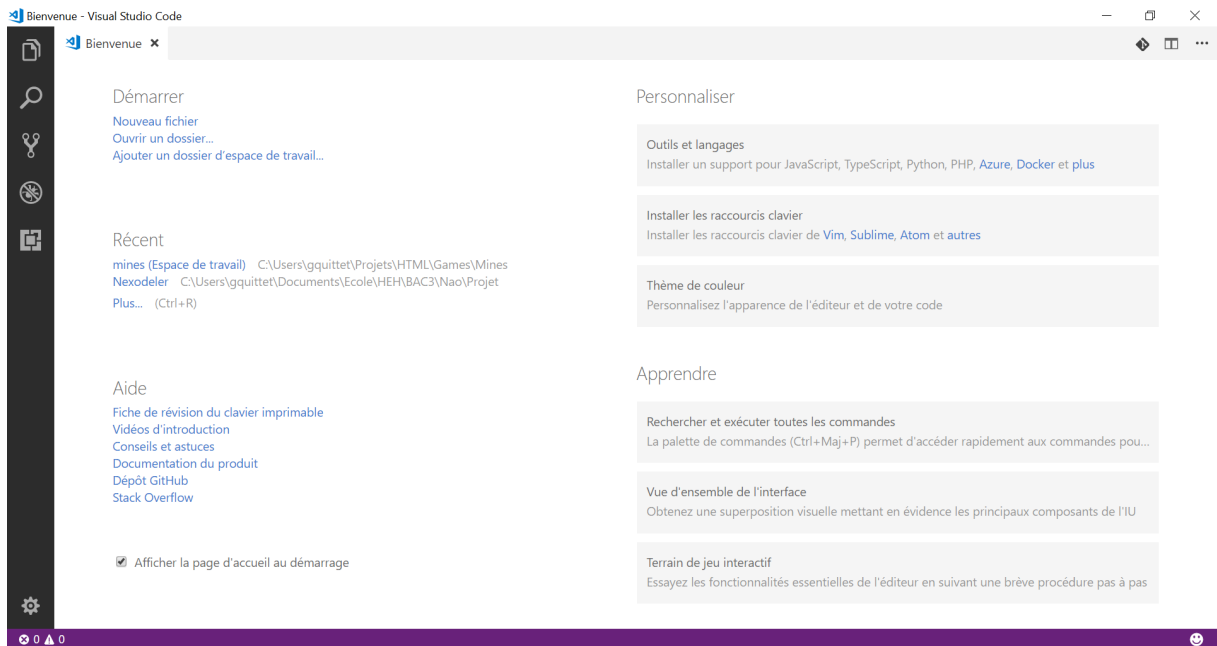 Bienvenue - Visual Studio Code
Bienvenue
Démarrer
Nouveau fichier
Ouvrir un dossier...
Ajouter un dossier d'espace de travail...
Récent
mines (Espace de travail) C:\Users\gquittet\Projets\HTML\Games\Mines
Nexodeler C:\Users\gquittet\Documents\Ecole\HEH\BAC3\Nao\Projet
Plus... (Ctrl+R)
Aide
Fiche de révision du clavier imprimable
Vidéos d'introduction
Conseils et astuces
Documentation du produit
Dépôt GitHub
Stack Overflow
Afficher la page d'accueil au démarrage
Personnaliser
Outils et langages
Installer un support pour JavaScript, TypeScript, Python, PHP, Azure, Docker et plus
Installer les raccourcis clavier
Installer les raccourcis clavier de Vim, Sublime, Atom et autres
Thème de couleur
Personnalisez l'apparence de l'éditeur et de votre code
Apprendre
Rechercher et exécuter toutes les commandes
La palette de commandes (Ctrl+Maj+P) permet d'accéder rapidement aux commandes pou...
Vue d'ensemble de l'interface
Obtenez une superposition visuelle mettant en évidence les principaux composants de l'IU
Terrain de jeu interactif
Essayez les fonctionnalités essentielles de l'éditeur en suivant une brève procédure pas à pas
0 0